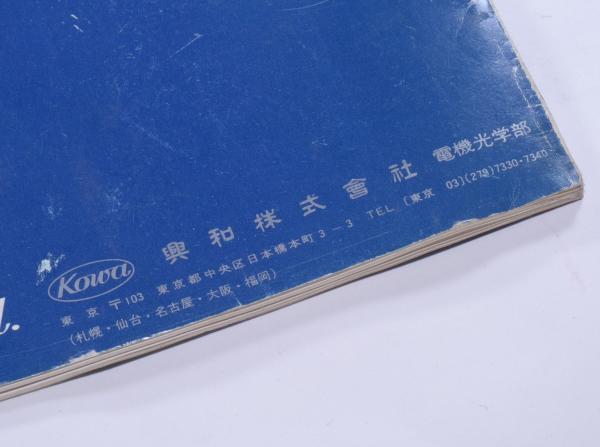 Kowa 興和株式會社 電機光学部
東京 〒103 東京都中央区日本橋本町3-3 TEL (東京 03)(279)7330・7340
(札幌・仙台・名古屋・大阪・福岡)